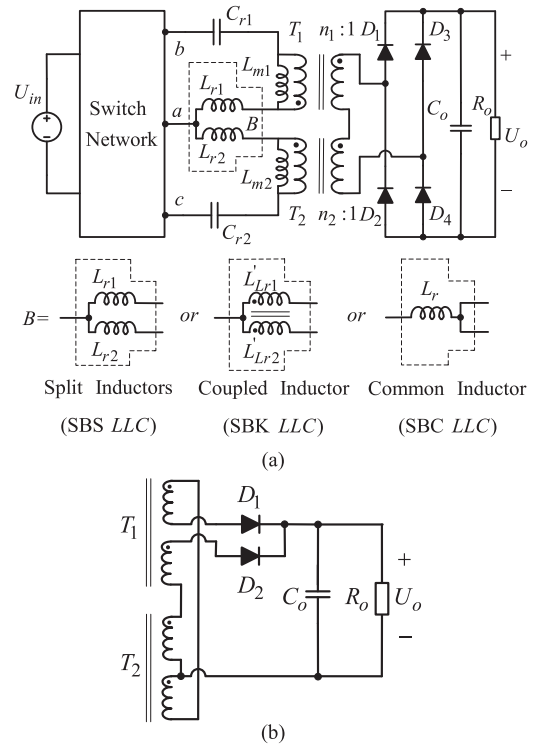 C_r1 T_1 n_1:1 D_1 D_3
b
L_m1
L_r1
U_in Switch Network a B C_o R_o U_o
+
−
L_r2
L_m2
c
C_r2 T_2 n_2:1 D_2 D_4
L_r1 L'_Lr1 L_r
B= or or
L_r2 L'_Lr2
Split Inductors Coupled Inductor Common Inductor
(SBS LLC) (SBK LLC) (SBC LLC)
(a)
T_1 D_1
D_2
+
C_o R_o U_o
−
T_2
(b)